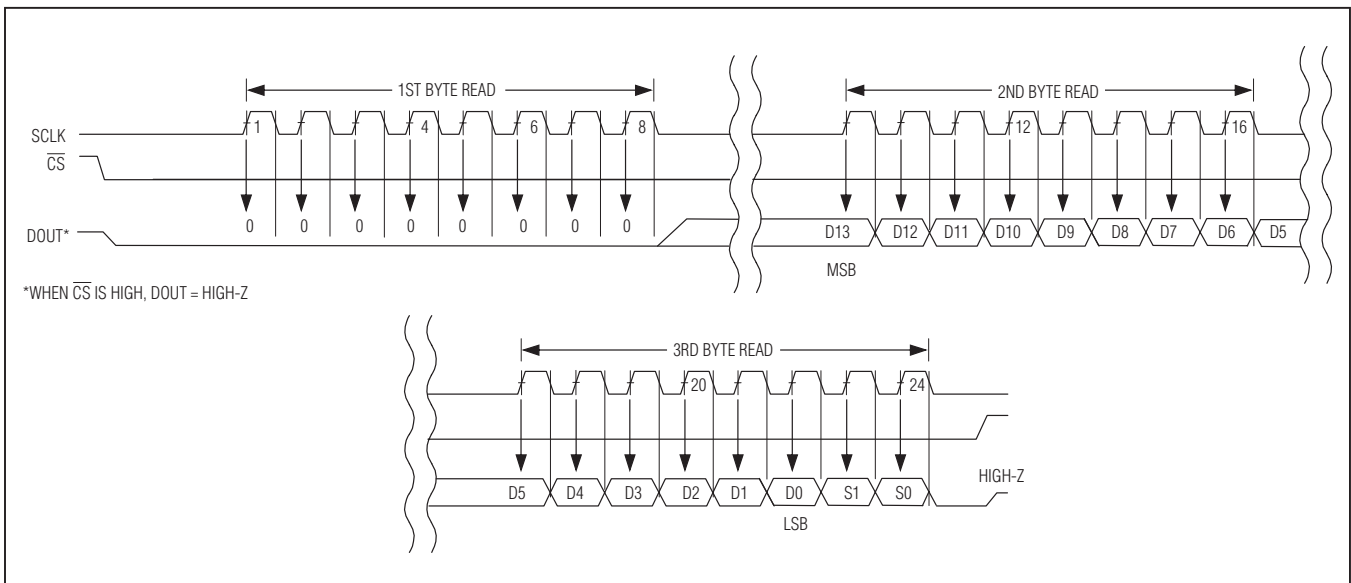 1ST BYTE READ
2ND BYTE READ
SCLK 1 4 6 8 12 16
CS
0 0 0 0 0 0 0 0
DOUT* D13 D12 D11 D10 D9 D8 D7 D6 D5
MSB
*WHEN CS IS HIGH, DOUT = HIGH-Z
3RD BYTE READ
20 24
HIGH-Z
D5 D4 D3 D2 D1 D0 S1 S0
LSB